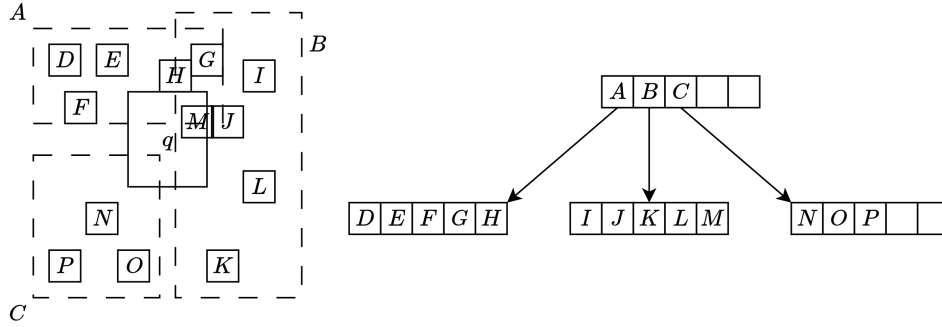 A
B
D E G
H I
F
M J
q
L
N
P O K
C
A B C
D E F G H
I J K L M
N O P